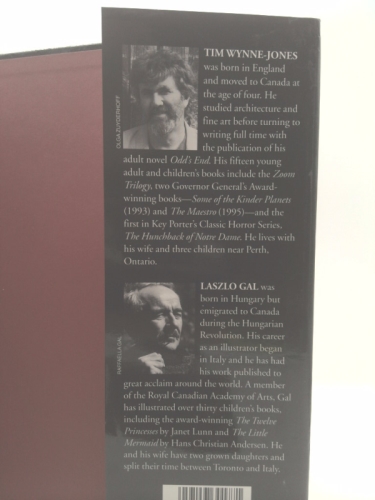 TIM WYNNE-JONES
was born in England
and moved to Canada at
the age of four. He
studied architecture and
fine art before turning to
writing full time with
the publication of his
adult novel Odd's End. His fifteen young
adult and children's books include the Zoom
Trilogy, two Governor General's Award-
winning books—Some of the Kinder Planets
(1993) and The Maestro (1995)—and the
first in Key Porter's Classic Horror Series,
The Hunchback of Notre Dame. He lives with
his wife and three children near Perth,
Ontario.
LASZLO GAL was
born in Hungary but
emigrated to Canada
during the Hungarian
Revolution. His career
as an illustrator began
in Italy and he has had
his work published to
great acclaim around the world. A member
of the Royal Canadian Academy of Arts, Gal
has illustrated over thirty children's books,
including the award-winning The Twelve
Princesses by Janet Lunn and The Little
Mermaid by Hans Christian Andersen. He
and his wife have two grown daughters and
split their time between Toronto and Italy.